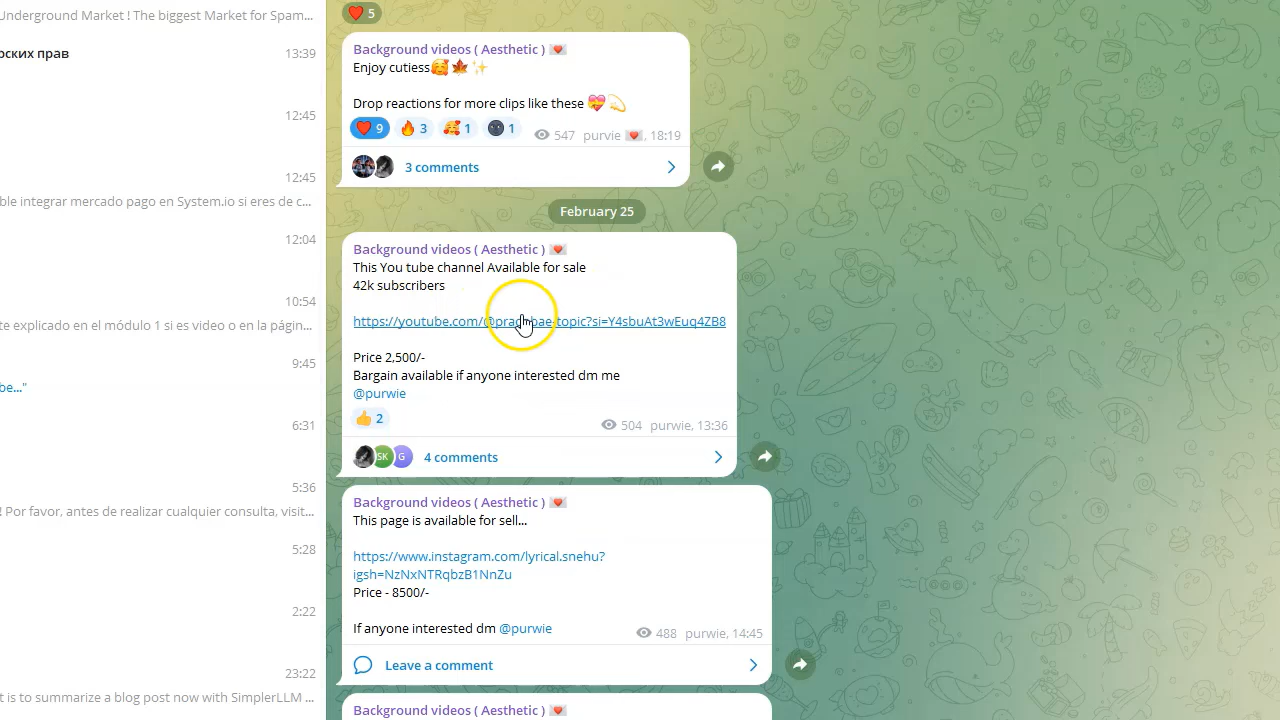 Underground Market ! The biggest Market for Spam...
рских прав
13:39
12:45
12:45
ble integrar mercado pago en System.io si eres de c...
12:04
10:54
te explicado en el módulo 1 si es video o en la págin...
9:45
be..."
6:31
5:36
! Por favor, antes de realizar cualquier consulta, visit...
5:28
2:22
23:22
t is to summarize a blog post now with SimplerLLM ...
❤️ 5
Background videos ( Aesthetic ) 💌
Enjoy cutiess🥰🍁✨
Drop reactions for more clips like these 💝💫
❤️ 9 🔥 3 🥰 1 🌚 1 547 purvie 💌, 18:19
3 comments
February 25
Background videos ( Aesthetic ) 💌
This You tube channel Available for sale
42k subscribers
https://youtube.com/ topic?si=Y4sbuAt3wEuq4ZB8
Price 2,500/-
Bargain available if anyone interested dm me
@purwie
👍 2 504 purwie, 13:36
SK G 4 comments
Background videos ( Aesthetic ) 💌
This page is available for sell...
https://www.instagram.com/lyrical.snehu?
igsh=NzNxNTRqbzB1NnZu
Price - 8500/-
If anyone interested dm @purwie
488 purwie, 14:45
Leave a comment
Background videos ( Aesthetic ) 💌